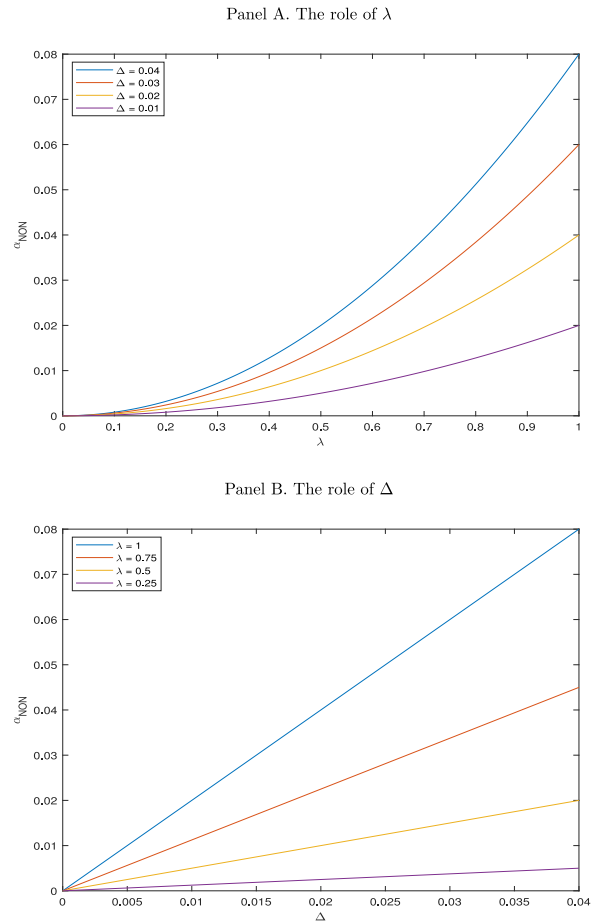 Panel A. The role of λ
0.08
0.07
0.06
0.05
0.04
0.03
0.02
0.01
0
α_NON
Δ = 0.04
Δ = 0.03
Δ = 0.02
Δ = 0.01
0 0.1 0.2 0.3 0.4 0.5 0.6 0.7 0.8 0.9 1
λ
Panel B. The role of Δ
0.08
0.07
0.06
0.05
0.04
0.03
0.02
0.01
0
α_NON
λ = 1
λ = 0.75
λ = 0.5
λ = 0.25
0 0.005 0.01 0.015 0.02 0.025 0.03 0.035 0.04
Δ